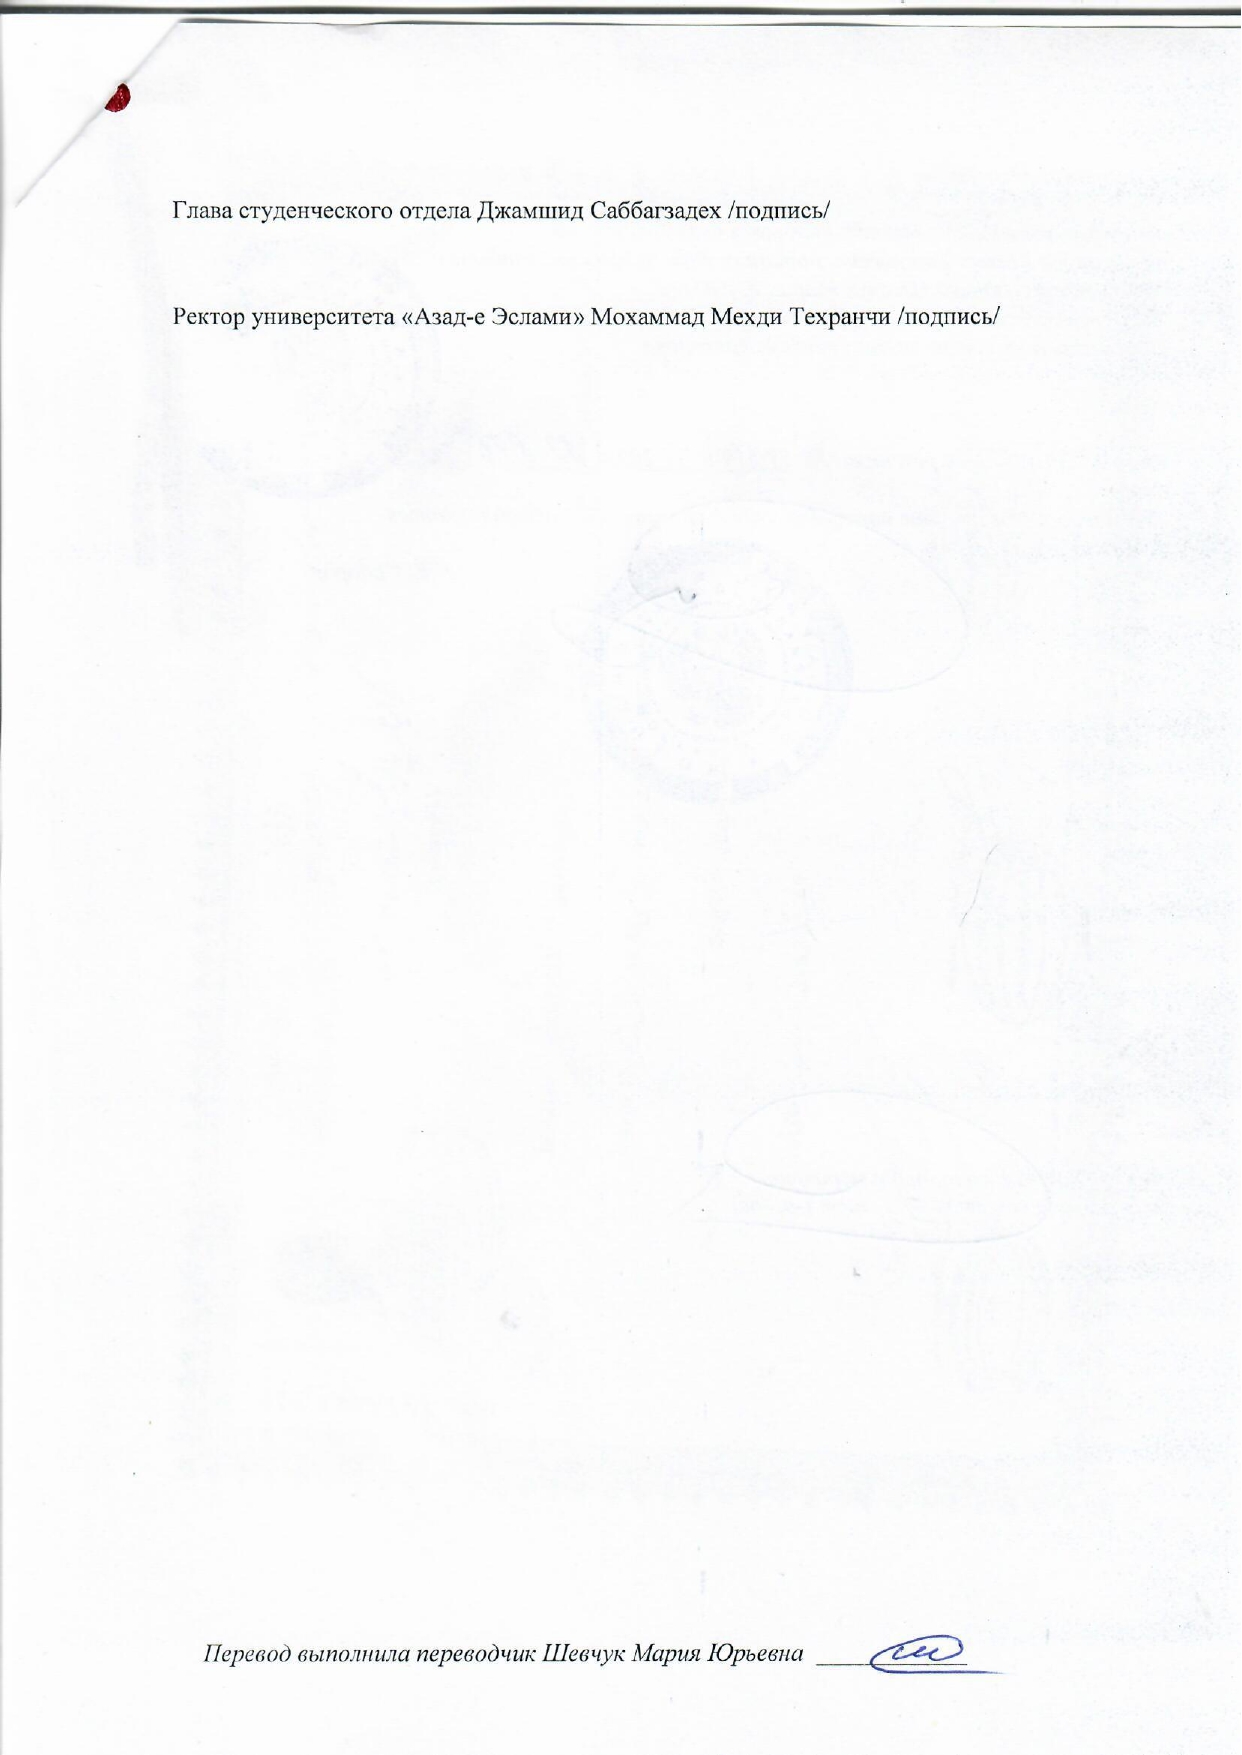 Глава студенческого отдела Джамшид Саббагзадех /подпись/
Ректор университета «Азад-е Эслами» Мохаммад Мехди Техранчи /подпись/
Перевод выполнила переводчик Шевчук Мария Юрьевна